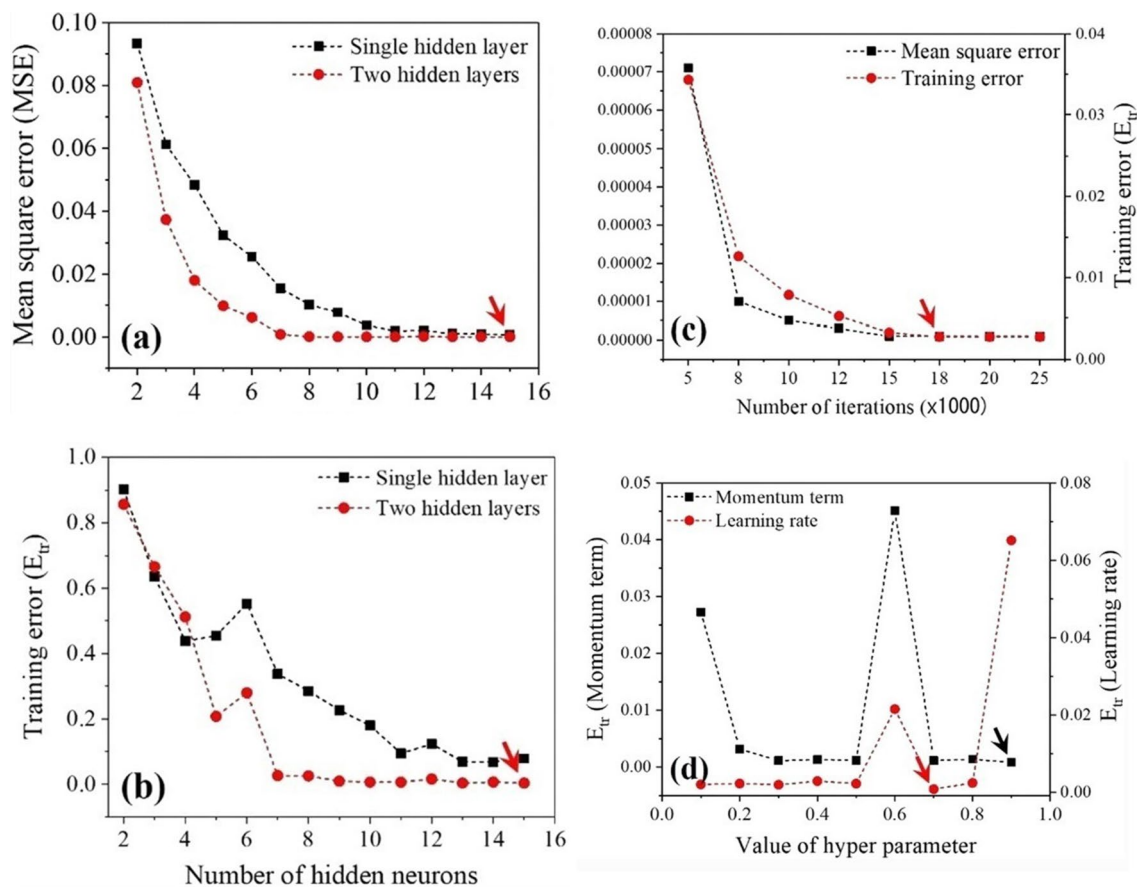 Mean square error (MSE)
0.10
0.08
0.06
0.04
0.02
0.00
Single hidden layer
Two hidden layers
(a)
2 4 6 8 10 12 14 16
0.00008
0.00007
0.00006
0.00005
0.00004
0.00003
0.00002
0.00001
0.00000
Mean square error
Training error
(c)
0.04
0.03
0.02
0.01
0.00
Training error (Etr)
5 8 10 12 15 18 20 25
Number of iterations (x1000)
Training error (Etr)
1.0
0.8
0.6
0.4
0.2
0.0
Single hidden layer
Two hidden layers
(b)
2 4 6 8 10 12 14 16
Number of hidden neurons
Etr (Momentum term)
0.05
0.04
0.03
0.02
0.01
0.00
Momentum term
Learning rate
(d)
0.08
0.06
0.04
0.02
0.00
Etr (Learning rate)
0.0 0.2 0.4 0.6 0.8 1.0
Value of hyper parameter